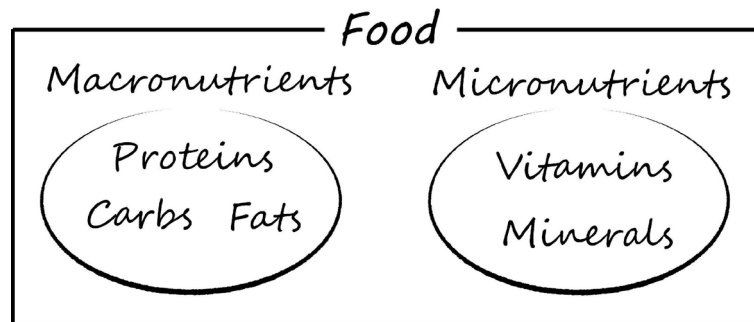 Food
Macronutrients
Micronutrients
Proteins
Carbs Fats
Vitamins
Minerals